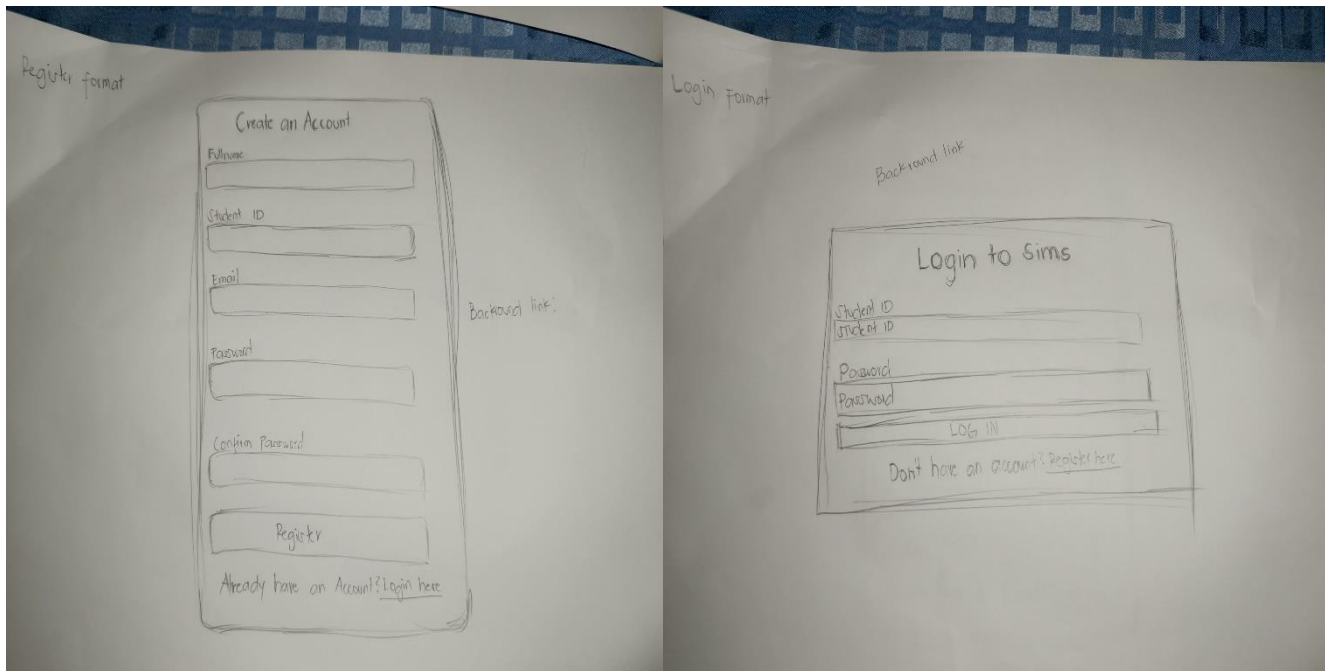 Register format
Create an Account
Fullname
Student ID
Email
Password
Confirm Password
Register
Already have an Account? Login here
Backound link:
Login Format
Backround link
Login to Sims
Student ID
Student ID
Password
Password
LOG IN
Don't have an account? Register here